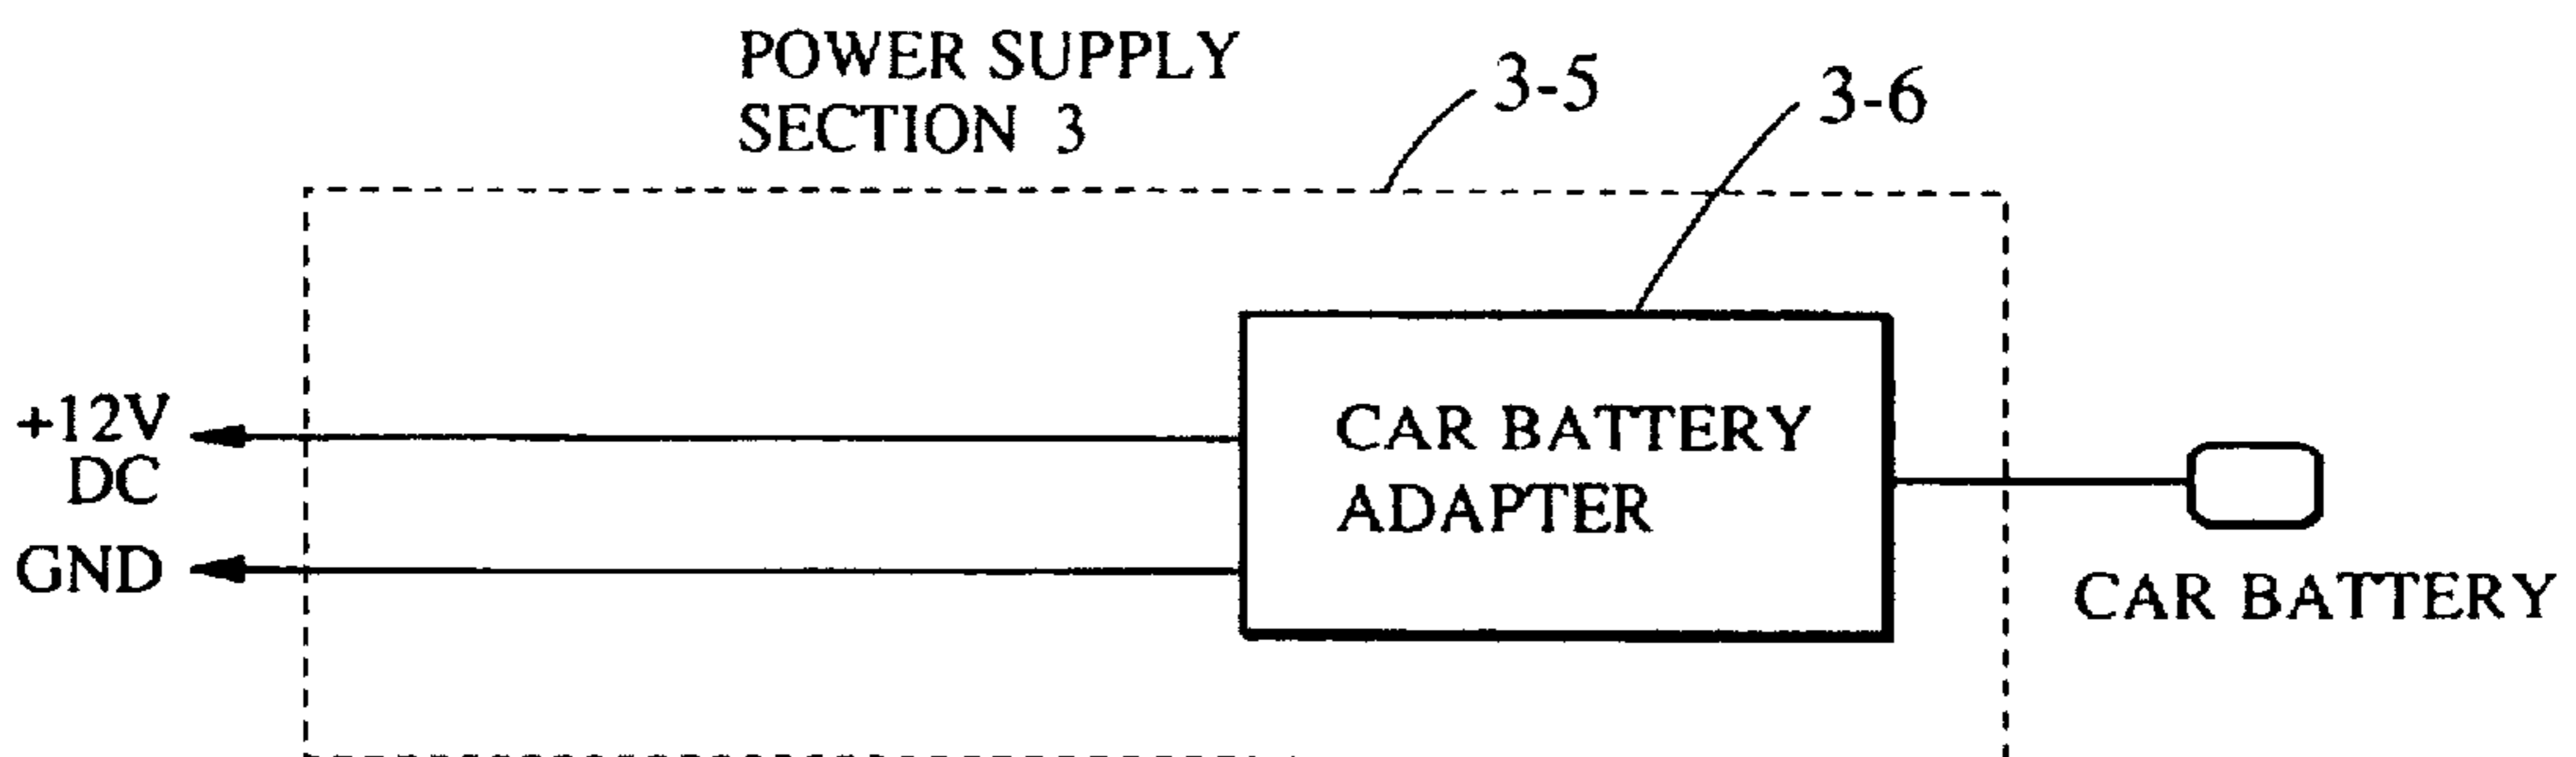 POWER SUPPLY
SECTION 3
3-5
3-6
+12V
DC
GND
CAR BATTERY
ADAPTER
CAR BATTERY